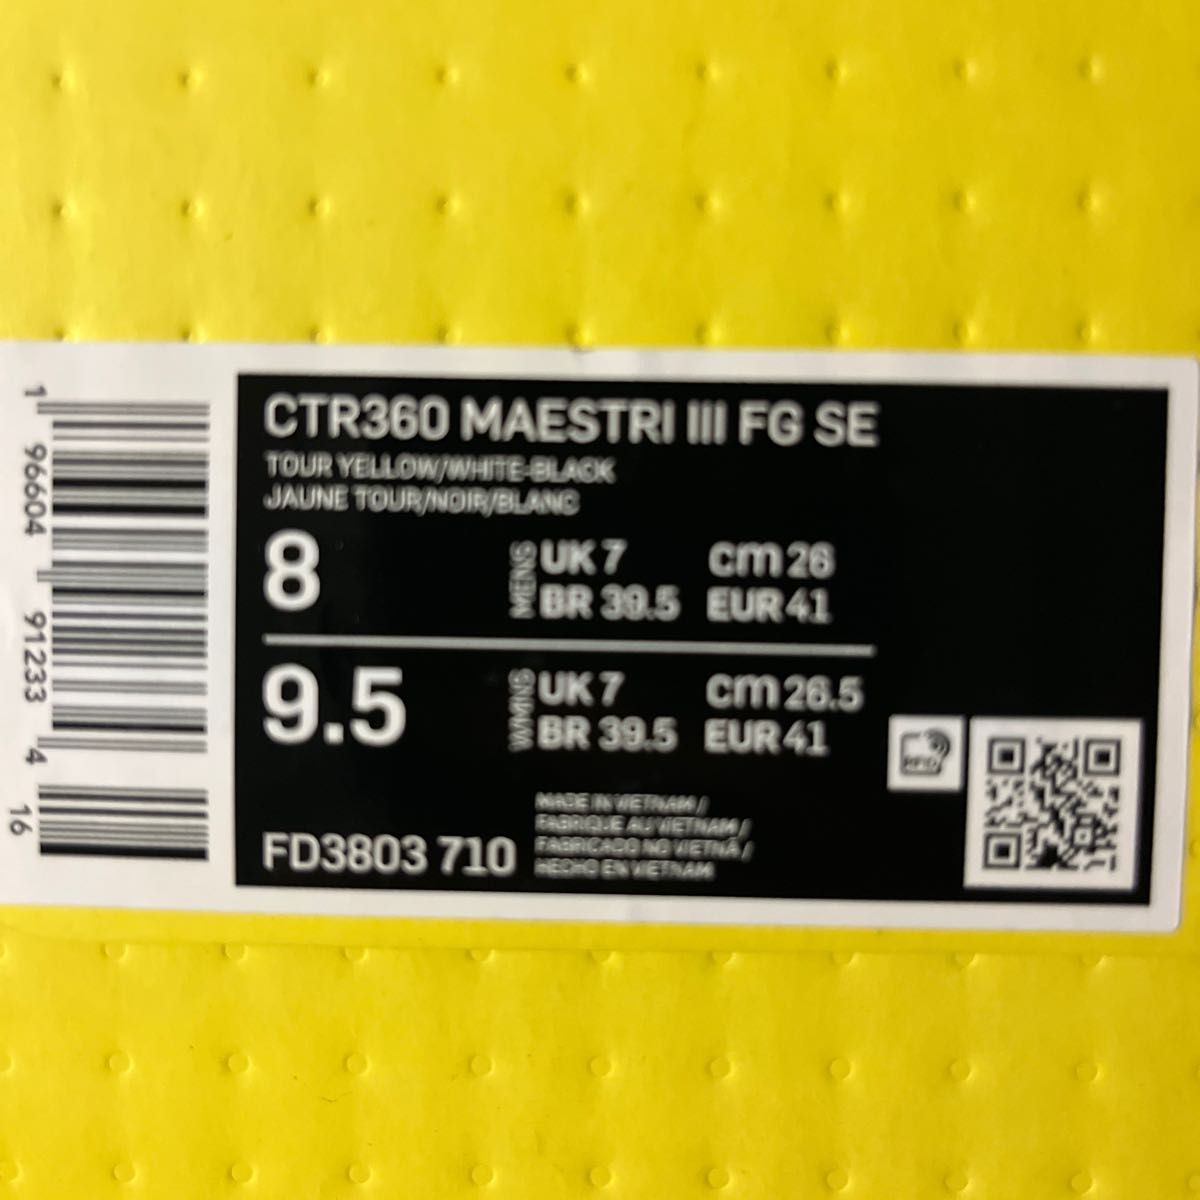 CTR360 MAESTRI III FG SE
TOUR YELLOW/WHITE-BLACK
JAUNE TOUR/NOIR/BLANC
8 MENS UK 7 cm 26
BR 39.5 EUR 41
9.5 WMNS UK 7 cm 26.5
BR 39.5 EUR 41
FD3803 710
MADE IN VIETNAM /
FABRIQUE AU VIETNAM /
FABRICADO NO VIETNÃ /
HECHO EN VIETNAM
RFID
1 96604 91233 4 16